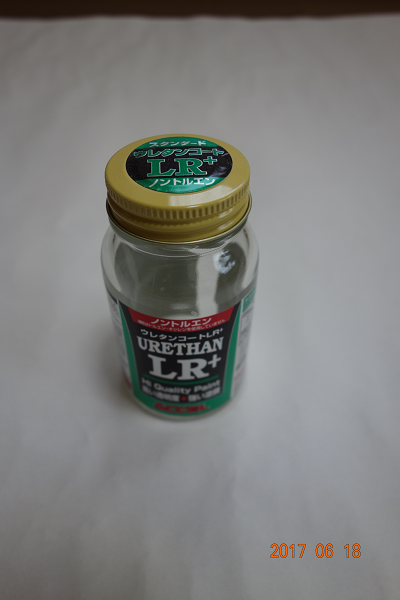 スタンダード
ウレタンコート
LR+
ノントルエン
ノントルエン
ウレタンコートLR+
URETHAN
LR+
Hi Quality Paint
2017 06 18